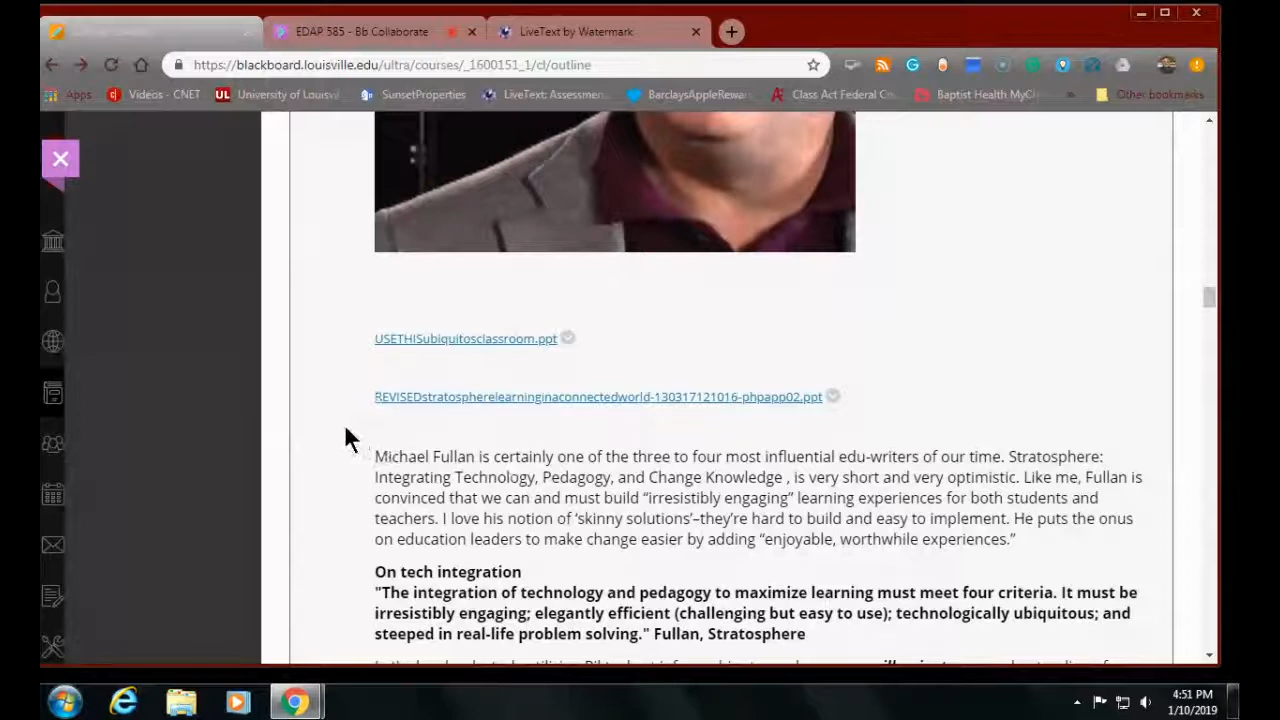 EDAP 585 - Bb Collaborate
LiveText by Watermark
https://blackboard.louisville.edu/ultra/courses/_1600151_1/cl/outline
Apps
Videos - CNET
University of Louisvi
SunsetProperties
LiveText: Assessmen
BarclaysAppleRewa
Class Act Federal C
Baptist Health MyC
»
Other bookmarks
USETHISubiquitosclassroom.ppt
REVISEDstratospherelearninginaconnectedworld-130317121016-phpapp02.ppt
Michael Fullan is certainly one of the three to four most influential edu-writers of our time. Stratosphere:
Integrating Technology, Pedagogy, and Change Knowledge , is very short and very optimistic. Like me, Fullan is
convinced that we can and must build “irresistibly engaging” learning experiences for both students and
teachers. I love his notion of ‘skinny solutions’–they’re hard to build and easy to implement. He puts the onus
on education leaders to make change easier by adding “enjoyable, worthwhile experiences.”
On tech integration
"The integration of technology and pedagogy to maximize learning must meet four criteria. It must be
irresistibly engaging; elegantly efficient (challenging but easy to use); technologically ubiquitous; and
steeped in real-life problem solving." Fullan, Stratosphere
4:51 PM
1/10/2019